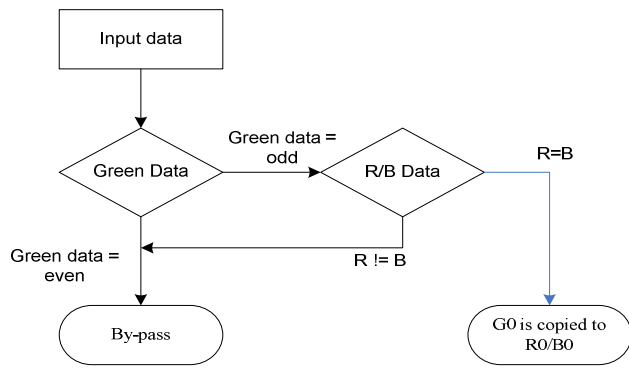 Input data
Green data =
odd
Green Data
R/B Data
R=B
Green data =
even
R != B
By-pass
G0 is copied to
R0/B0